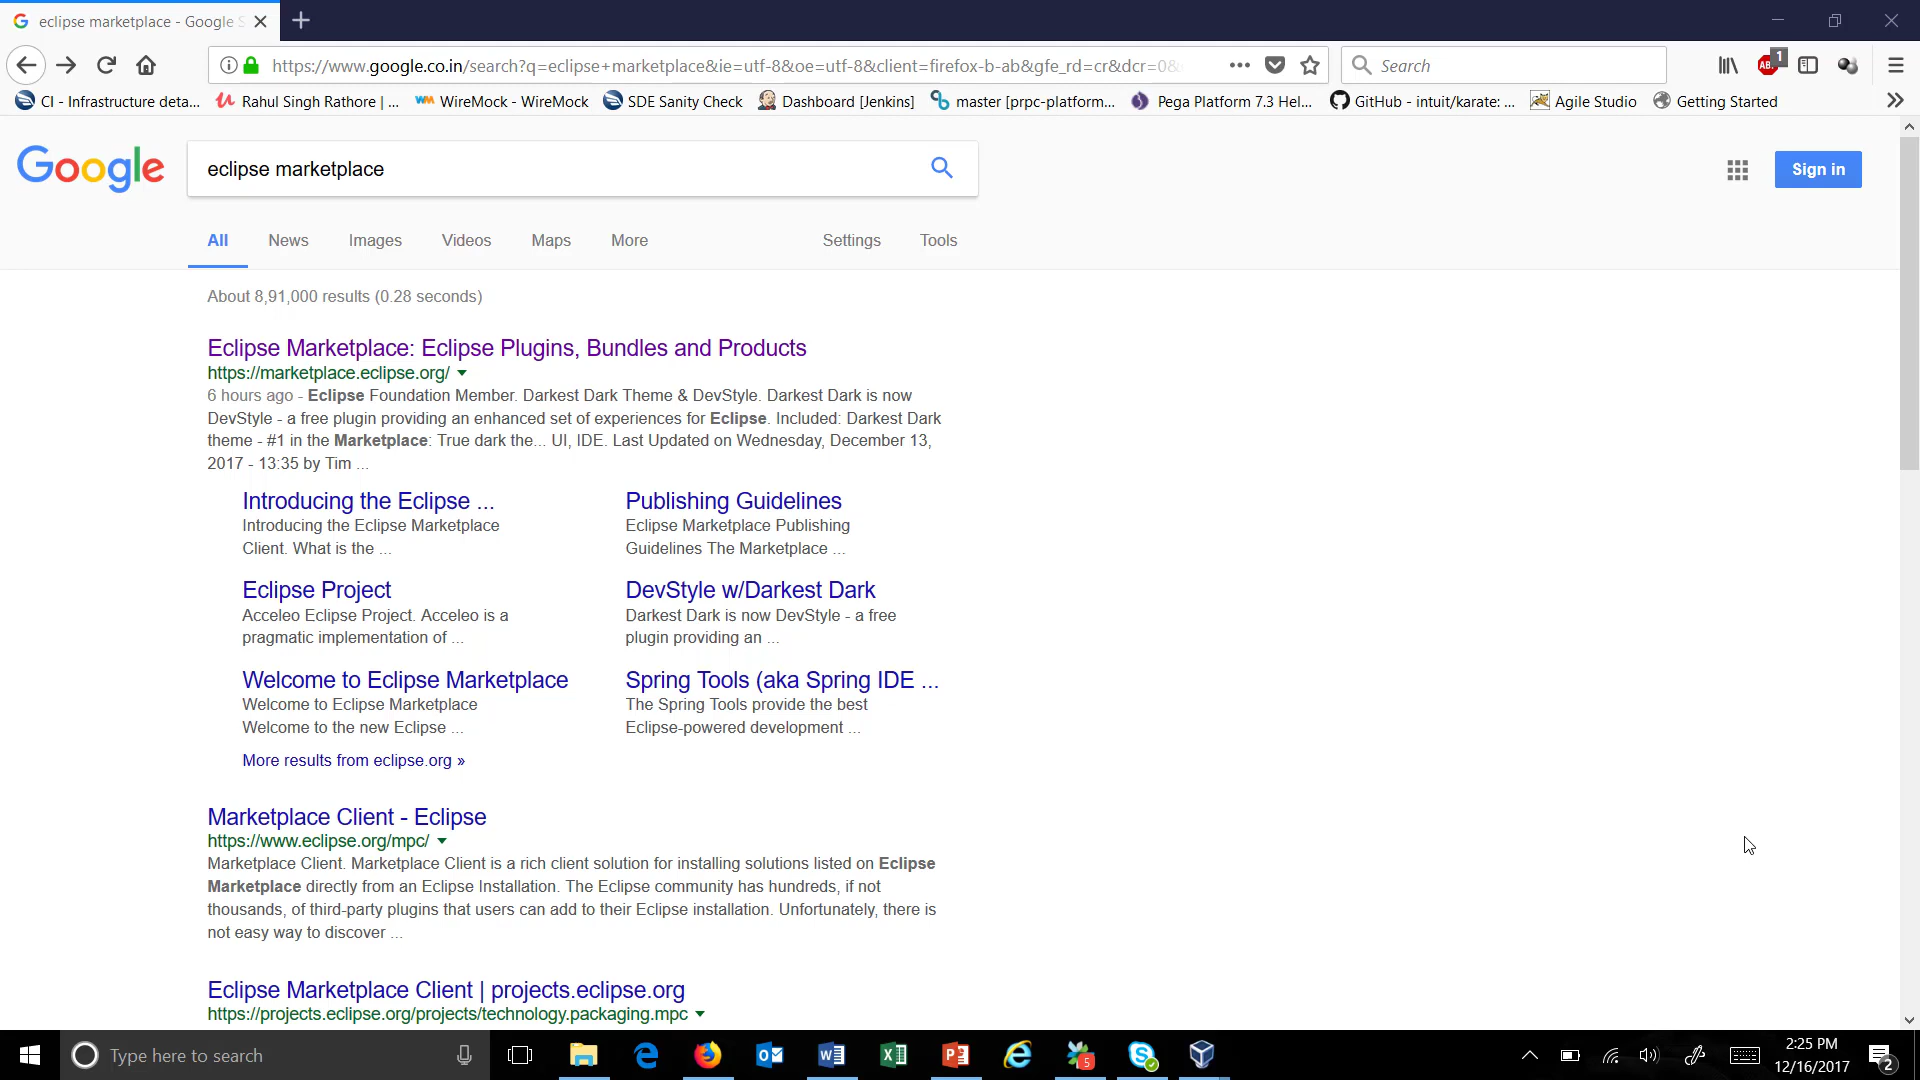 eclipse marketplace - Google S
https://www.google.co.in/search?q=eclipse+marketplace&ie=utf-8&oe=utf-8&client=firefox-b-ab&gfe_rd=cr&dcr=0&
Search
ABP
1
CI - Infrastructure deta...
Rahul Singh Rathore | ...
WireMock - WireMock
SDE Sanity Check
Dashboard [Jenkins]
master [prpc-platform...
Pega Platform 7.3 Hel...
GitHub - intuit/karate: ...
Agile Studio
Getting Started
Google
eclipse marketplace
Sign in
All
News
Images
Videos
Maps
More
Settings
Tools
About 8,91,000 results (0.28 seconds)
Eclipse Marketplace: Eclipse Plugins, Bundles and Products
https://marketplace.eclipse.org/
6 hours ago - Eclipse Foundation Member. Darkest Dark Theme & DevStyle. Darkest Dark is now
DevStyle - a free plugin providing an enhanced set of experiences for Eclipse. Included: Darkest Dark
theme - #1 in the Marketplace: True dark the... UI, IDE. Last Updated on Wednesday, December 13,
2017 - 13:35 by Tim ...
Introducing the Eclipse ...
Introducing the Eclipse Marketplace
Client. What is the ...
Publishing Guidelines
Eclipse Marketplace Publishing
Guidelines The Marketplace ...
Eclipse Project
Acceleo Eclipse Project. Acceleo is a
pragmatic implementation of ...
DevStyle w/Darkest Dark
Darkest Dark is now DevStyle - a free
plugin providing an ...
Welcome to Eclipse Marketplace
Welcome to Eclipse Marketplace
Welcome to the new Eclipse ...
Spring Tools (aka Spring IDE ...
The Spring Tools provide the best
Eclipse-powered development ...
More results from eclipse.org »
Marketplace Client - Eclipse
https://www.eclipse.org/mpc/
Marketplace Client. Marketplace Client is a rich client solution for installing solutions listed on Eclipse
Marketplace directly from an Eclipse Installation. The Eclipse community has hundreds, if not
thousands, of third-party plugins that users can add to their Eclipse installation. Unfortunately, there is
not easy way to discover ...
Eclipse Marketplace Client | projects.eclipse.org
https://projects.eclipse.org/projects/technology.packaging.mpc
Type here to search
5
2:25 PM
12/16/2017
2